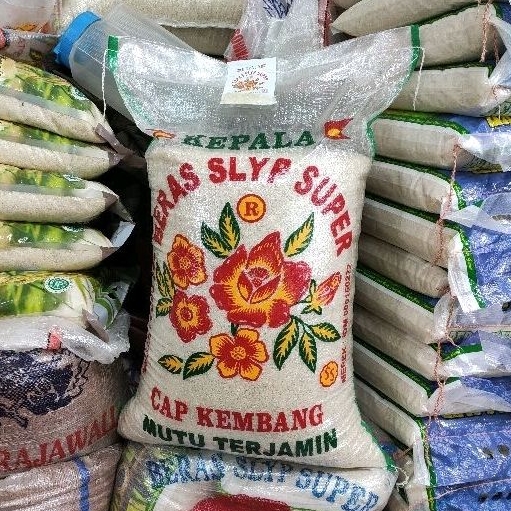 KEPALA
BERAS SLYP SUPER
R
CAP KEMBANG
MUTU TERJAMIN
RAJAWALI
BERAS SLYP SUPER